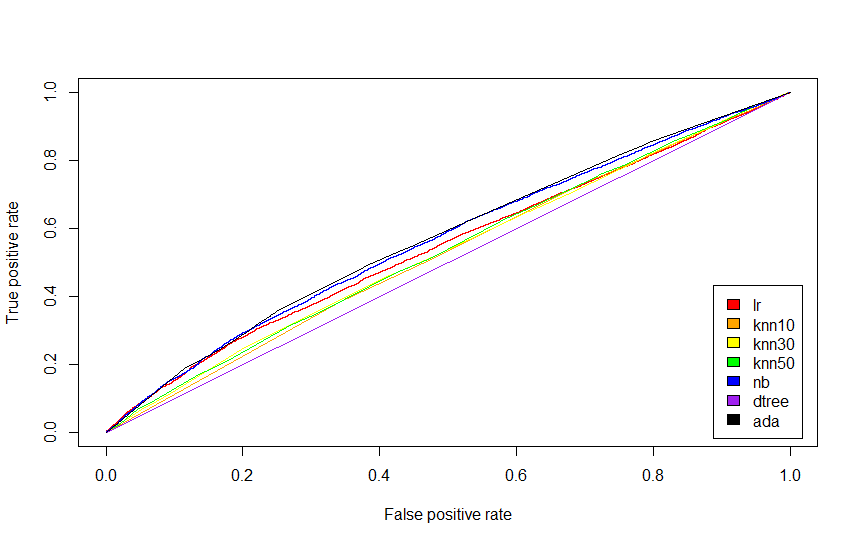 True positive rate
1.0
0.8
0.6
0.4
0.2
0.0
0.0 0.2 0.4 0.6 0.8 1.0
False positive rate
lr
knn10
knn30
knn50
nb
dtree
ada